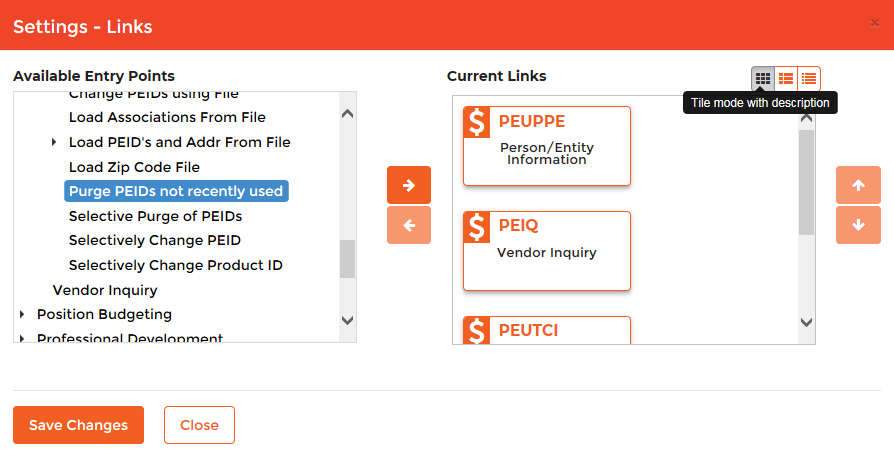 Settings - Links
×
Available Entry Points
Change PEIDs using File
Load Associations From File
Load PEID's and Addr From File
Load Zip Code File
Purge PEIDs not recently used
Selective Purge of PEIDs
Selectively Change PEID
Selectively Change Product ID
Vendor Inquiry
Position Budgeting
Professional Development
Current Links
Tile mode with description
$ PEUPPE
Person/Entity
Information
$ PEIQ
Vendor Inquiry
$ PEUTCI
Save Changes
Close